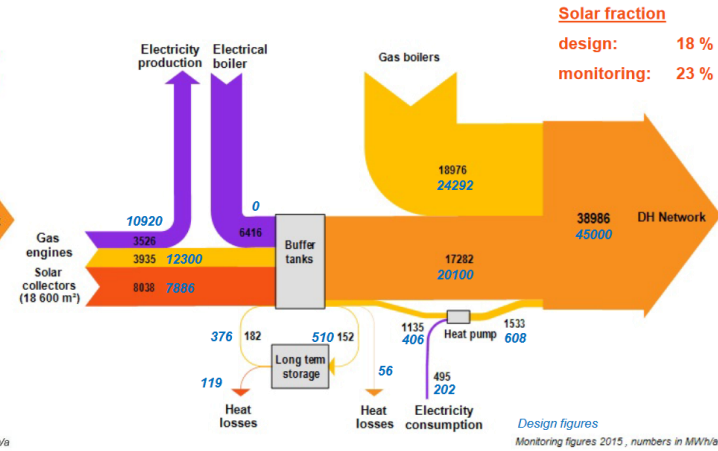 Solar fraction
design: 18 %
monitoring: 23 %
Electricity
production
Electrical
boiler
Gas boilers
18976
24292
10920
0
3526
6416
Gas
engines
3935 12300
Solar
collectors
(18 600 m²)
8038 7886
Buffer
tanks
17282
20100
38986
45000
DH Network
376 182
510 152
1135
406
Heat pump
1533
608
Long term
storage
119
56
495
202
Heat
losses
Heat
losses
Electricity
consumption
Design figures
/a
Monitoring figures 2015 , numbers in MWh/a